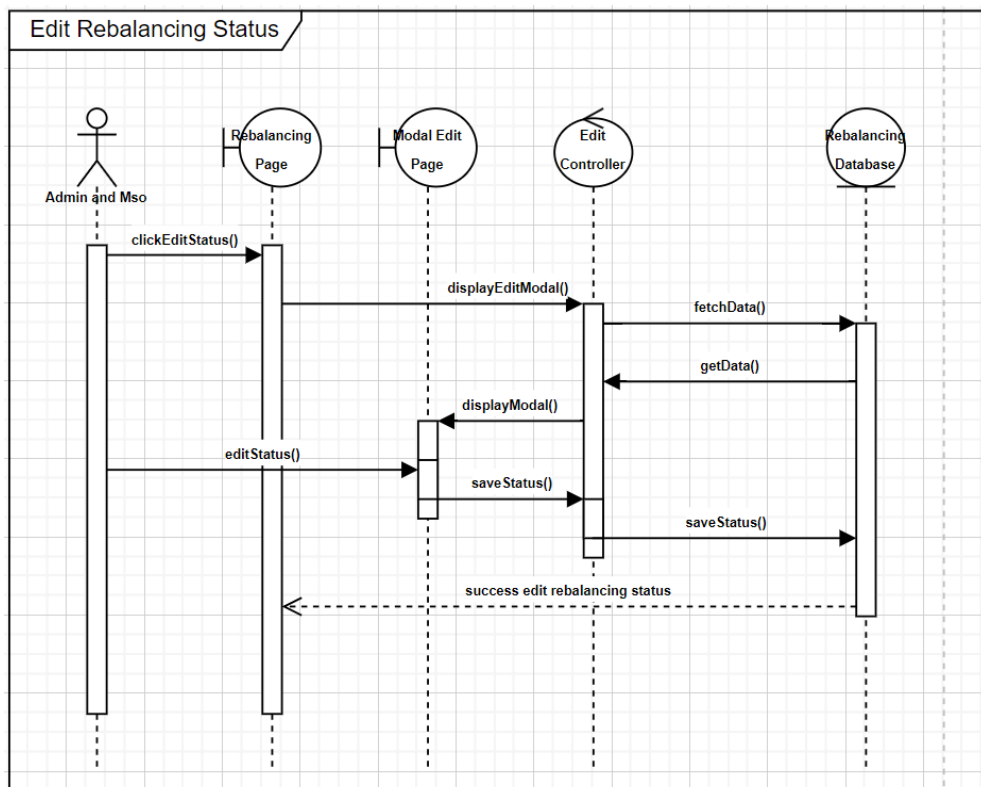 Edit Rebalancing Status
Rebalancing
Page
Modal Edit
Page
Edit
Controller
Rebalancing
Database
Admin and Mso
clickEditStatus()
displayEditModal()
fetchData()
getData()
displayModal()
editStatus()
saveStatus()
saveStatus()
success edit rebalancing status